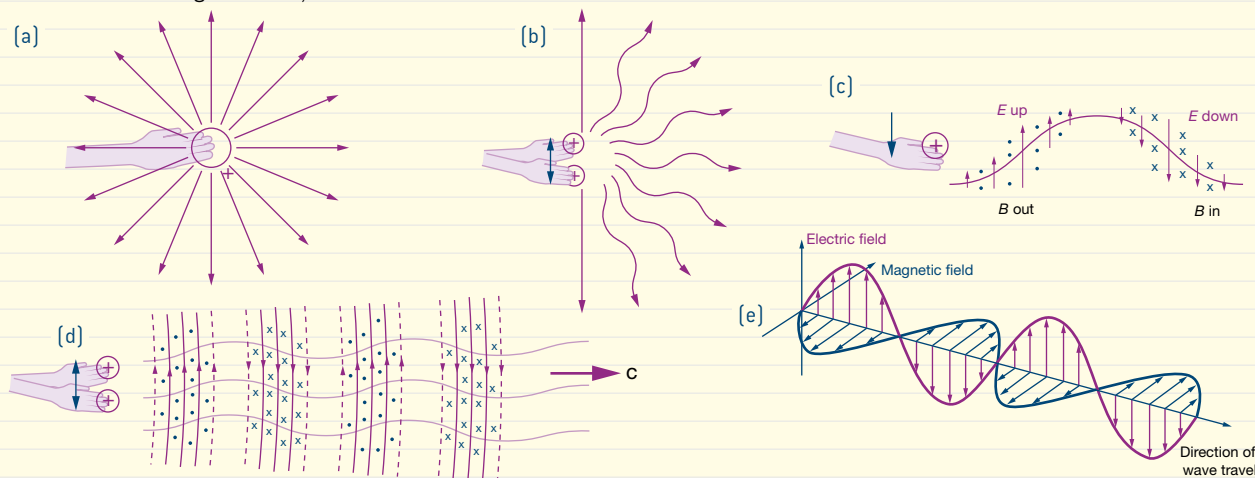 (a)
(b)
(c)
E up
E down
B out
B in
(d)
C
(e)
Electric field
Magnetic field
Direction of
wave travel